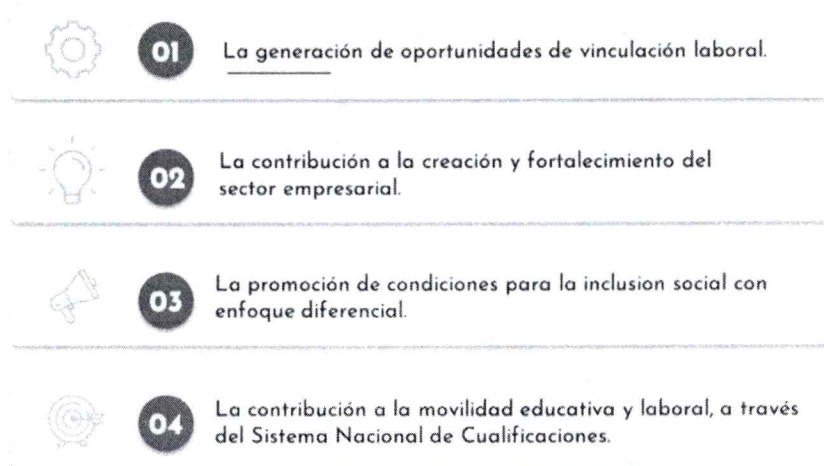 01 La generación de oportunidades de vinculación laboral.
02 La contribución a la creación y fortalecimiento del
sector empresarial.
03 La promoción de condiciones para la inclusion social con
enfoque diferencial.
04 La contribución a la movilidad educativa y laboral, a través
del Sistema Nacional de Cualificaciones.